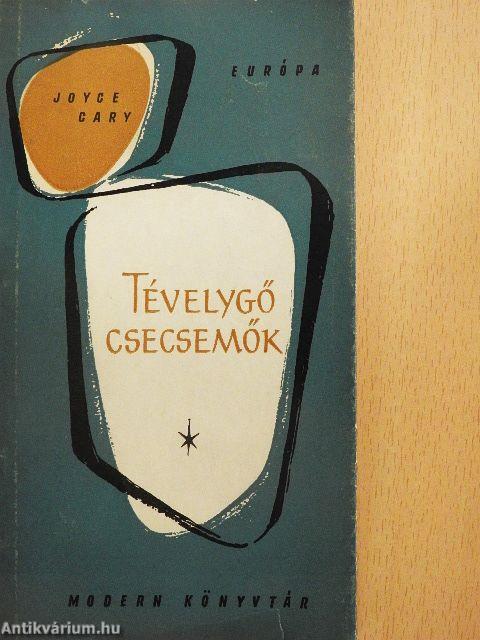 JOYCE
CARY
EURÓPA
TÉVELYGŐ
CSECSEMŐK
MODERN KÖNYVTÁR
Antikvárium.hu